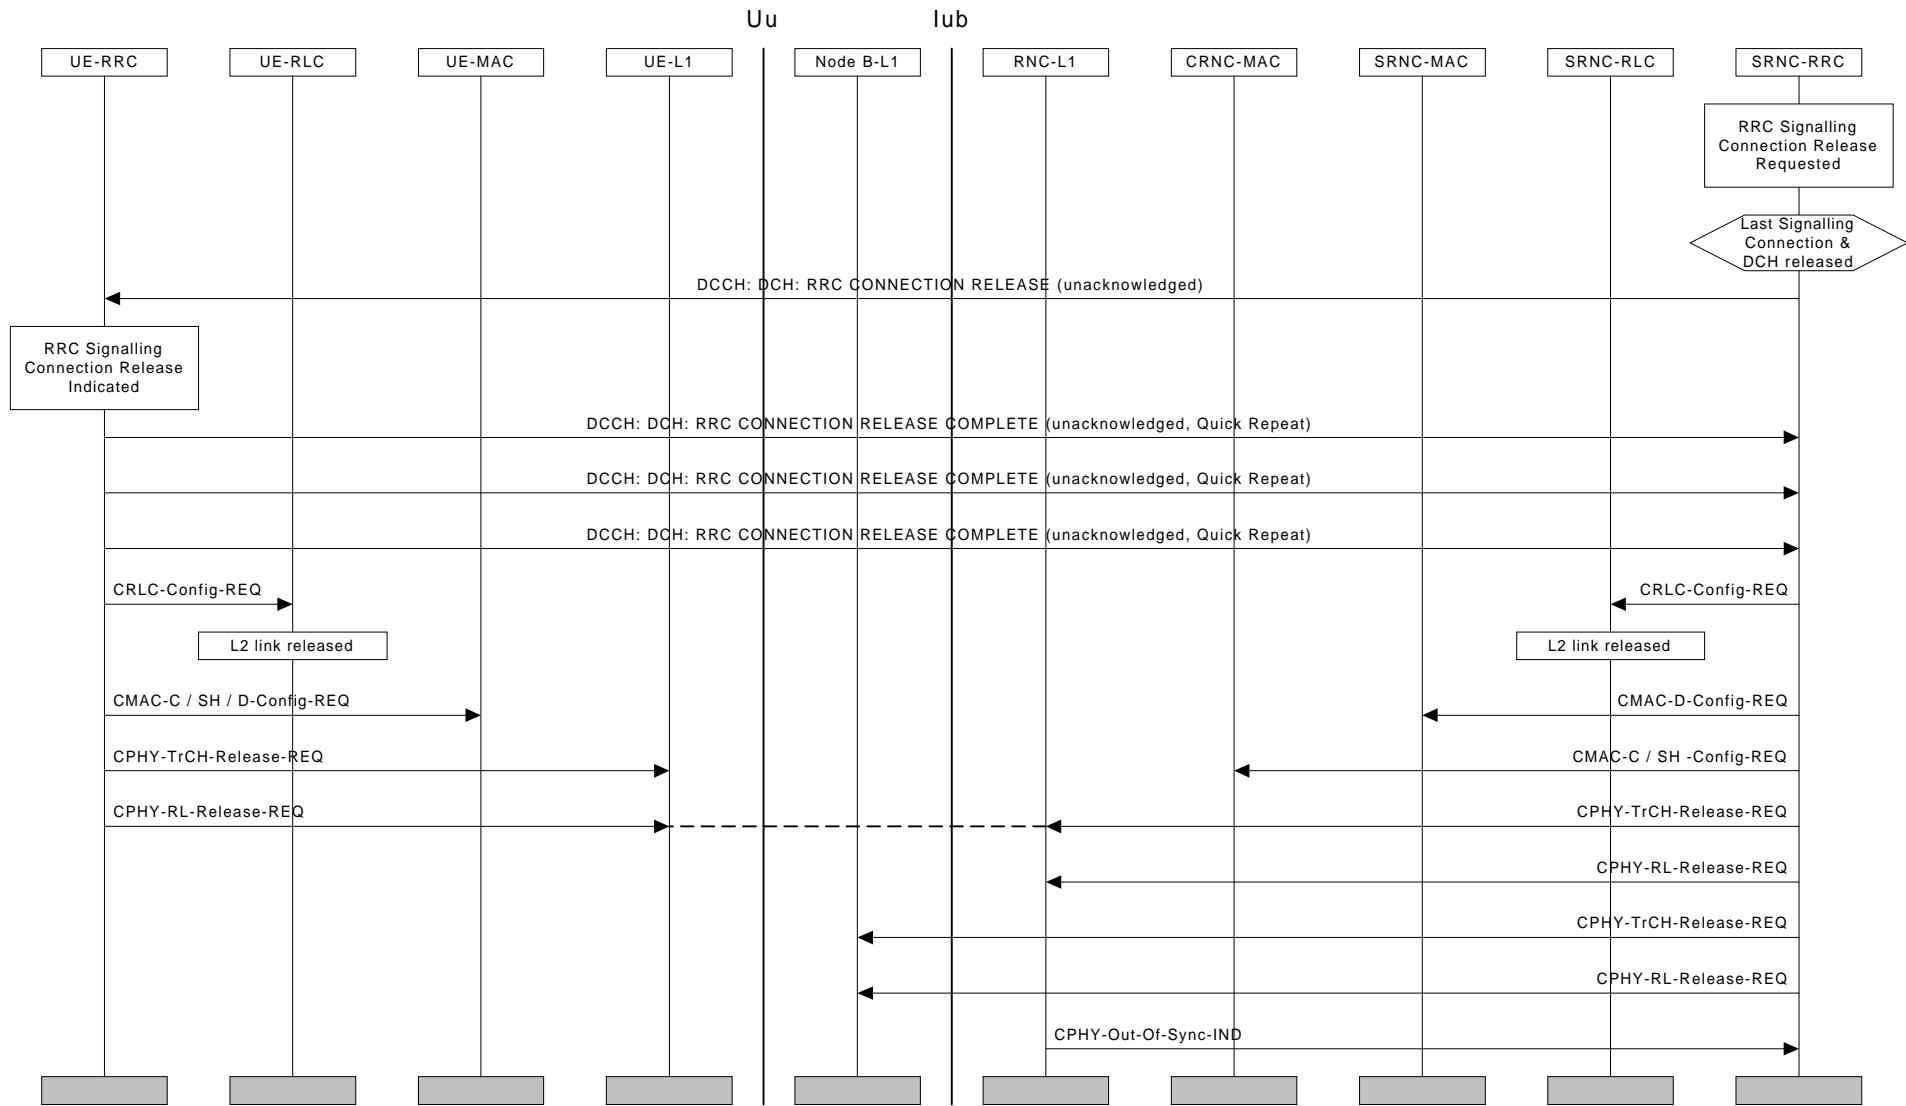 Uu Iub
UE-RRC UE-RLC UE-MAC UE-L1 Node B-L1 RNC-L1 CRNC-MAC SRNC-MAC SRNC-RLC SRNC-RRC
RRC Signalling
Connection Release
Requested
Last Signalling
Connection &
DCH released
DCCH: DCH: RRC CONNECTION RELEASE (unacknowledged)
RRC Signalling
Connection Release
Indicated
DCCH: DCH: RRC CONNECTION RELEASE COMPLETE (unacknowledged, Quick Repeat)
DCCH: DCH: RRC CONNECTION RELEASE COMPLETE (unacknowledged, Quick Repeat)
DCCH: DCH: RRC CONNECTION RELEASE COMPLETE (unacknowledged, Quick Repeat)
CRLC-Config-REQ CRLC-Config-REQ
L2 link released L2 link released
CMAC-C / SH / D-Config-REQ CMAC-D-Config-REQ
CPHY-TrCH-Release-REQ CMAC-C / SH -Config-REQ
CPHY-RL-Release-REQ CPHY-TrCH-Release-REQ
CPHY-RL-Release-REQ
CPHY-TrCH-Release-REQ
CPHY-RL-Release-REQ
CPHY-Out-Of-Sync-IND